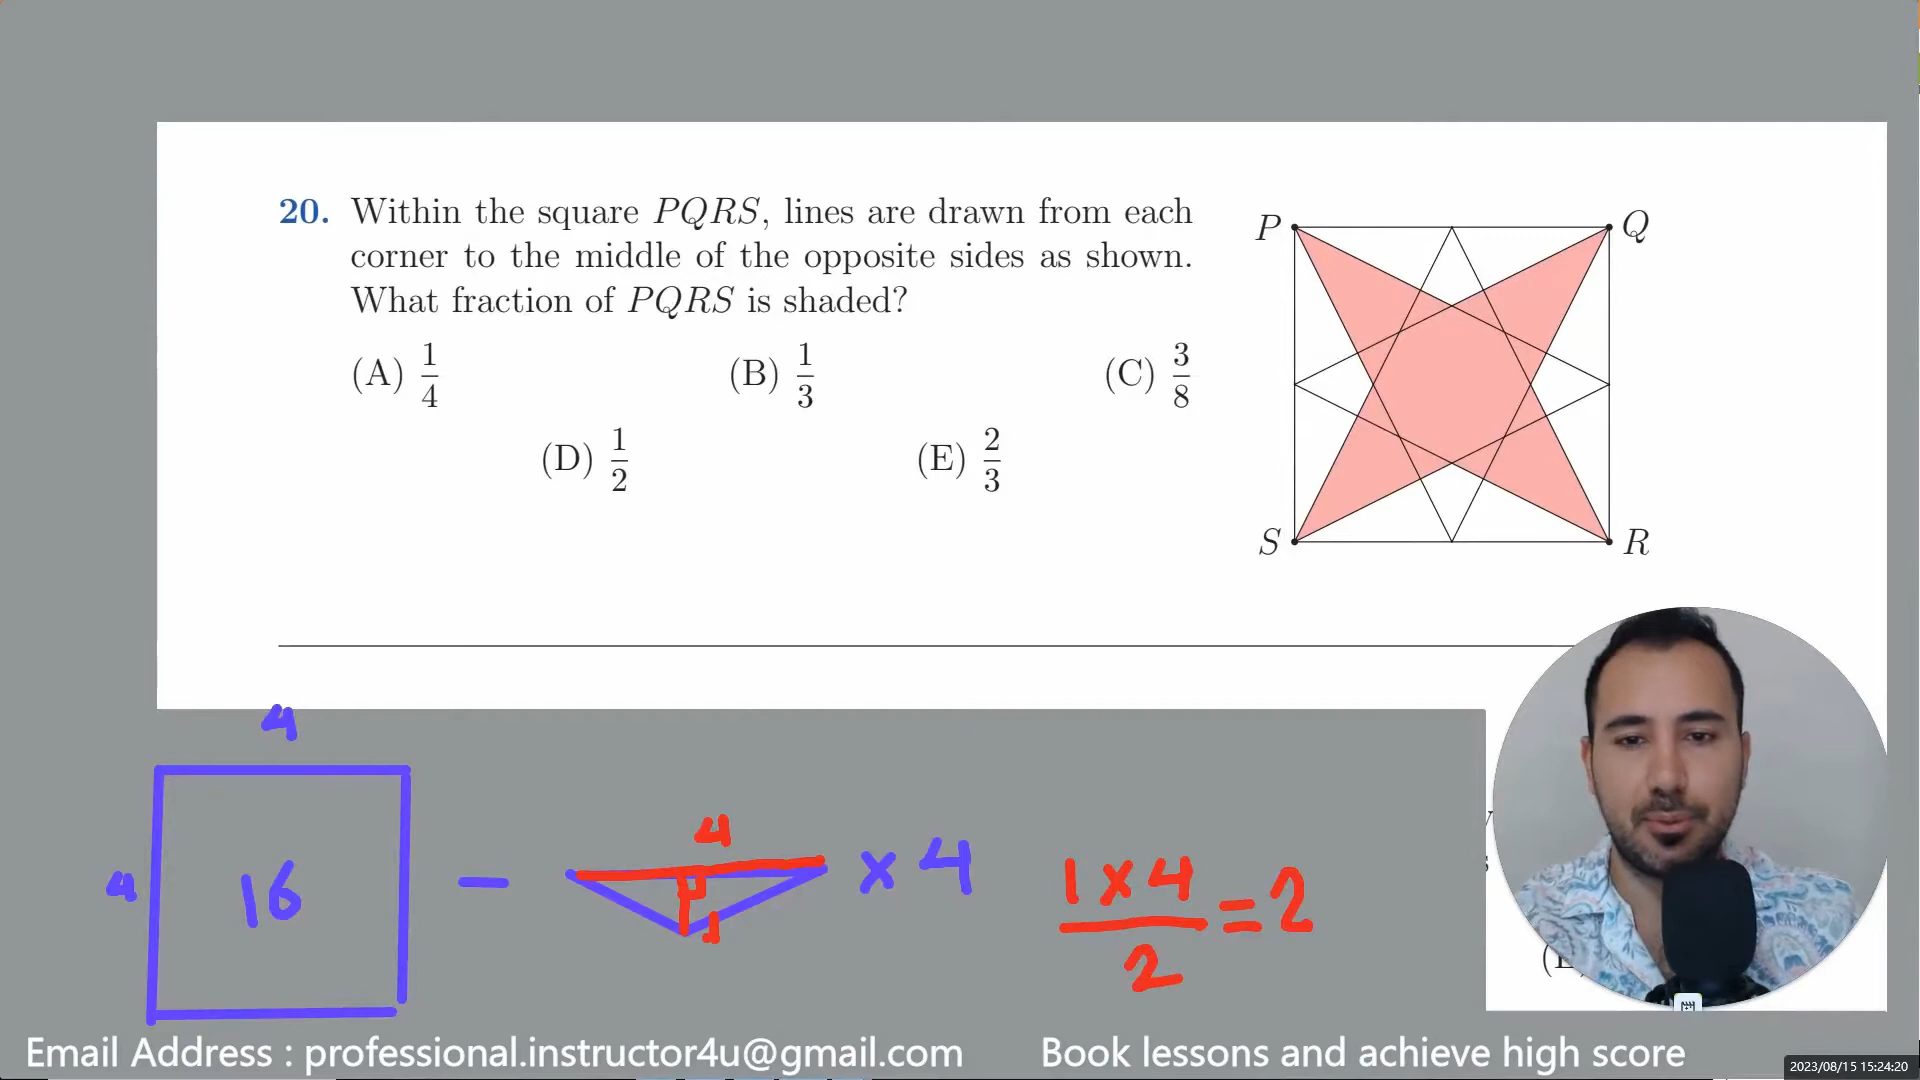 20. Within the square PQRS, lines are drawn from each
corner to the middle of the opposite sides as shown.
What fraction of PQRS is shaded?
(A) 1/4 (B) 1/3 (C) 3/8
(D) 1/2 (E) 2/3
P
Q
S
R
4
4
16
−
4
1
× 4
1 × 4
2
= 2
Email Address : professional.instructor4u@gmail.com
Book lessons and achieve high score
2023/08/15 15:24:20